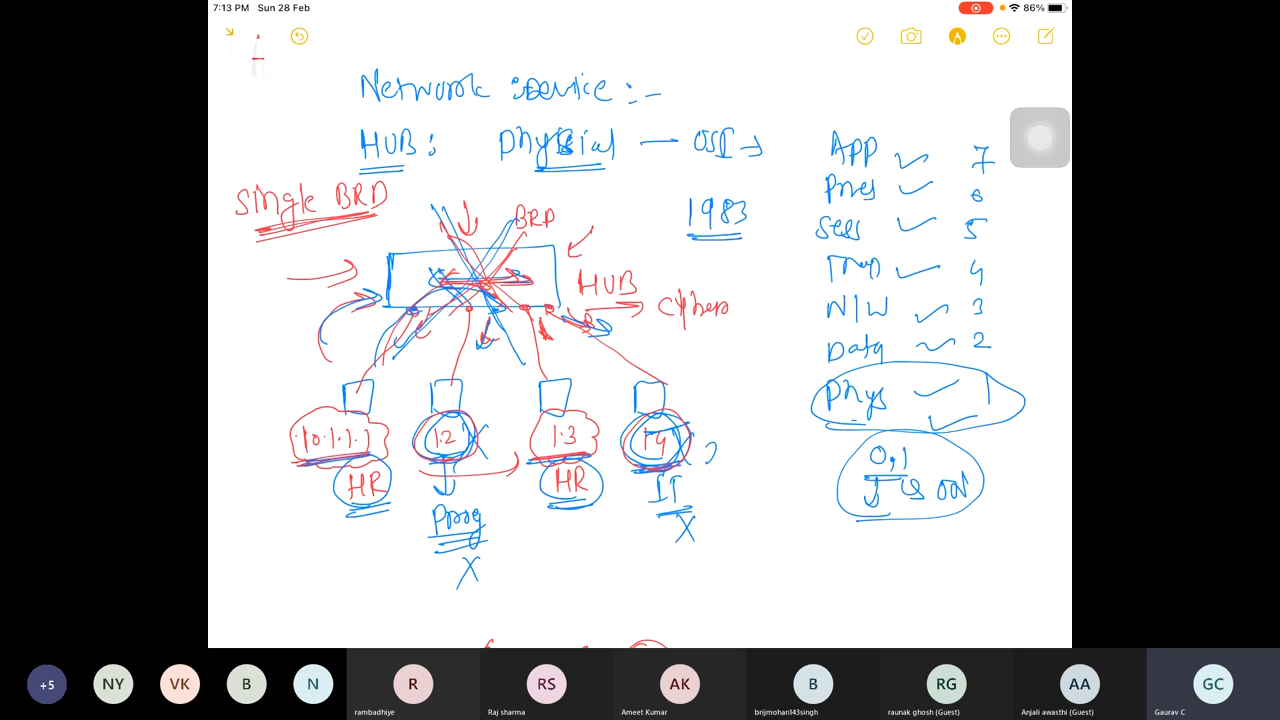 7:13 PM Sun 28 Feb
86%
Network :Device :-
HUB: Physical — OSI →
Single BRD
BRD
1983
HUB
Cyber
APP 7
Pres 6
Sess 5
Tran 4
N/W 3
Data 2
Phys 1
0,1
ON
10.1.1.1
1.2
1.3
1.4
HR
HR
IT
Prog
X
X
+5
NY
VK
B
N
R
rambadhiye
RS
Raj sharma
AK
Ameet Kumar
B
brijmohan143singh
RG
raunak ghosh (Guest)
AA
Anjali awasthi (Guest)
GC
Gaurav C